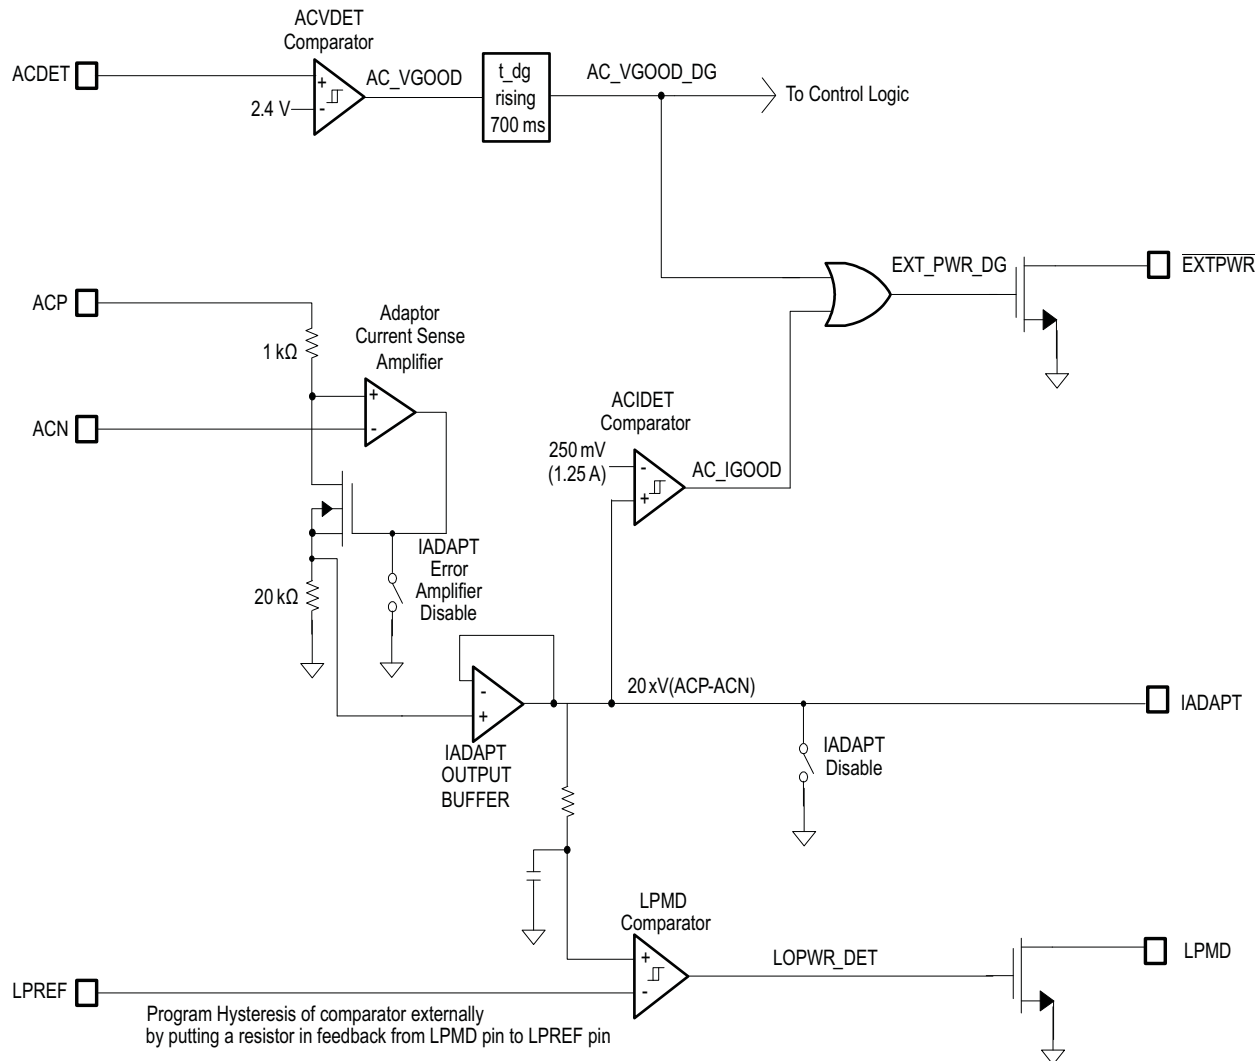 ACVDET
Comparator
ACDET
+
-
2.4 V
AC_VGOOD
t_dg
rising
700 ms
AC_VGOOD_DG
To Control Logic
EXT_PWR_DG
EXTPWR
ACP
1 kΩ
Adaptor
Current Sense
Amplifier
+
-
ACN
ACIDET
Comparator
250 mV
(1.25 A)
-
+
AC_IGOOD
IADAPT
Error
Amplifier
Disable
20 kΩ
-
+
IADAPT
OUTPUT
BUFFER
20 xV(ACP-ACN)
IADAPT
IADAPT
Disable
LPMD
Comparator
+
-
LOPWR_DET
LPMD
LPREF
Program Hysteresis of comparator externally
by putting a resistor in feedback from LPMD pin to LPREF pin